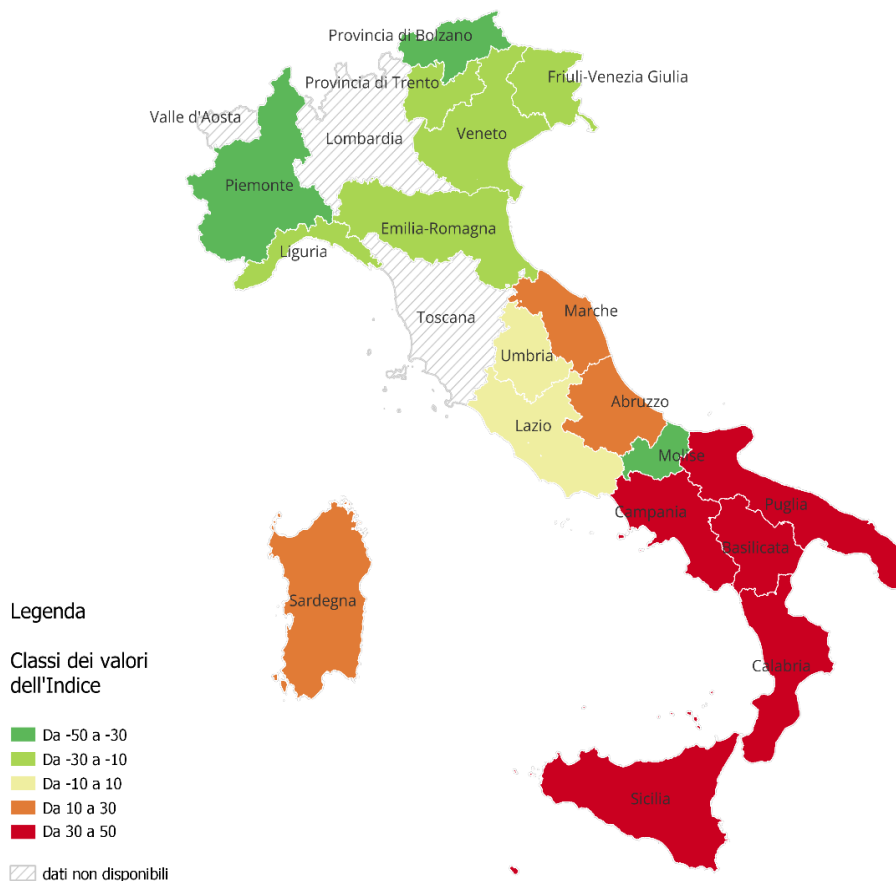 Provincia di Bolzano
Friuli-Venezia Giulia
Provincia di Trento
Valle d'Aosta
Lombardia
Veneto
Piemonte
Emilia-Romagna
Liguria
Toscana
Marche
Umbria
Abruzzo
Lazio
Molise
Puglia
Campania
Basilicata
Sardegna
Calabria
Sicilia
Legenda
Classi dei valori
dell'Indice
Da -50 a -30
Da -30 a -10
Da -10 a 10
Da 10 a 30
Da 30 a 50
dati non disponibili